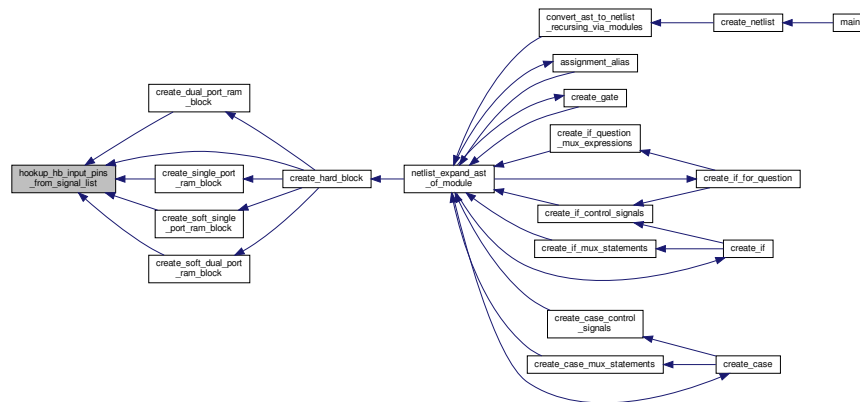 hookup_hb_input_pins
_from_signal_list
create_dual_port_ram
_block
create_single_port
_ram_block
create_soft_single
_port_ram_block
create_soft_dual_port
_ram_block
create_hard_block
netlist_expand_ast
_of_module
convert_ast_to_netlist
_recursing_via_modules
assignment_alias
create_gate
create_if_question
_mux_expressions
create_if_control_signals
create_if_mux_statements
create_case_control
_signals
create_case_mux_statements
create_netlist
create_if_for_question
create_if
create_case
main